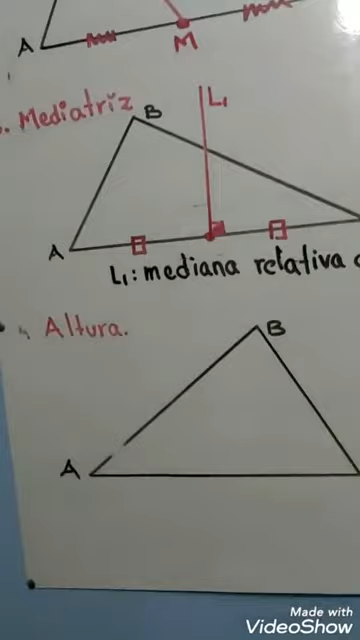 A
M
. Mediatriz
B
L₁
A
L₁: mediana relativa
Altura.
B
A
Made with
VideoShow